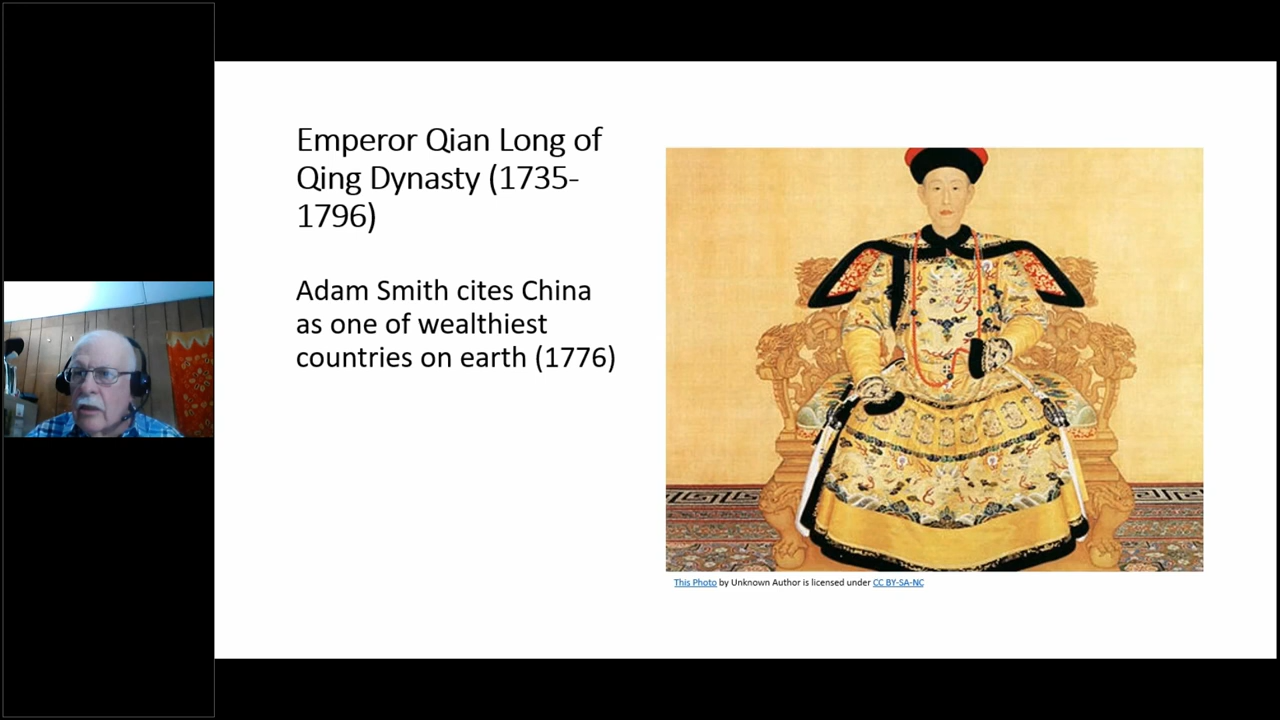 Emperor Qian Long of
Qing Dynasty (1735-
1796)
Adam Smith cites China
as one of wealthiest
countries on earth (1776)
This Photo by Unknown Author is licensed under CC BY-SA-NC